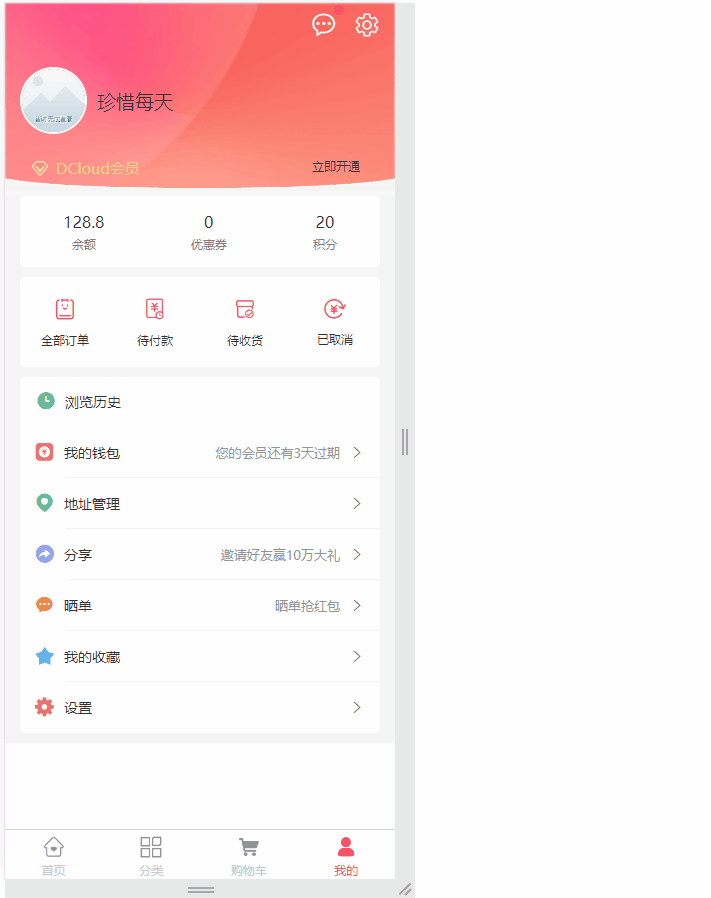 珍惜每天
DCloud会员
立即开通
128.8
0
20
余额
优惠券
积分
全部订单
待付款
待收货
已取消
浏览历史
我的钱包
您的会员还有3天过期
地址管理
分享
邀请好友赢10万大礼
晒单
晒单抢红包
我的收藏
设置
首页
分类
购物车
我的